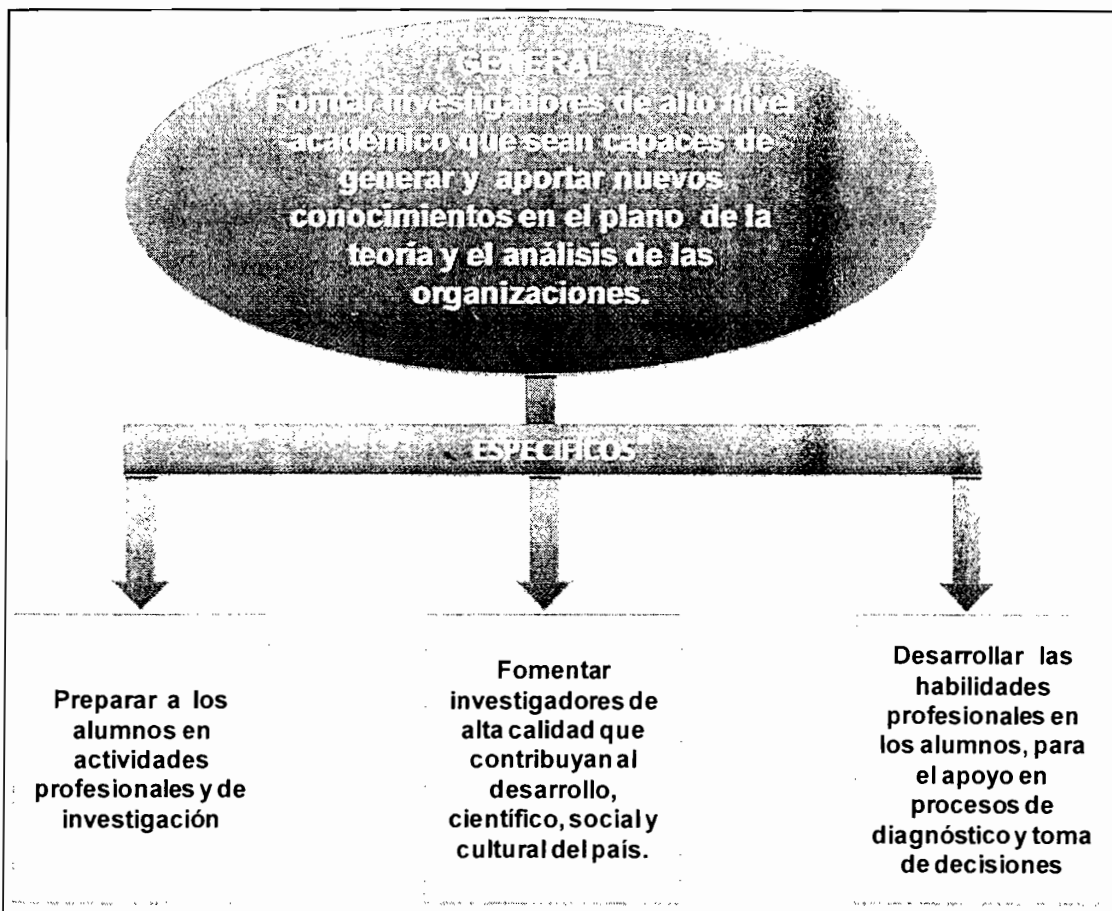 GENERAL
Formar investigadores de alto nivel
académico que sean capaces de
generar y aportar nuevos
conocimientos en el plano de la
teoría y el análisis de las
organizaciones.
ESPECÍFICOS
Preparar a los
alumnos en
actividades
profesionales y de
investigación
Fomentar
investigadores de
alta calidad que
contribuyan al
desarrollo,
científico, social y
cultural del país.
Desarrollar las
habilidades
profesionales en
los alumnos, para
el apoyo en
procesos de
diagnóstico y toma
de decisiones